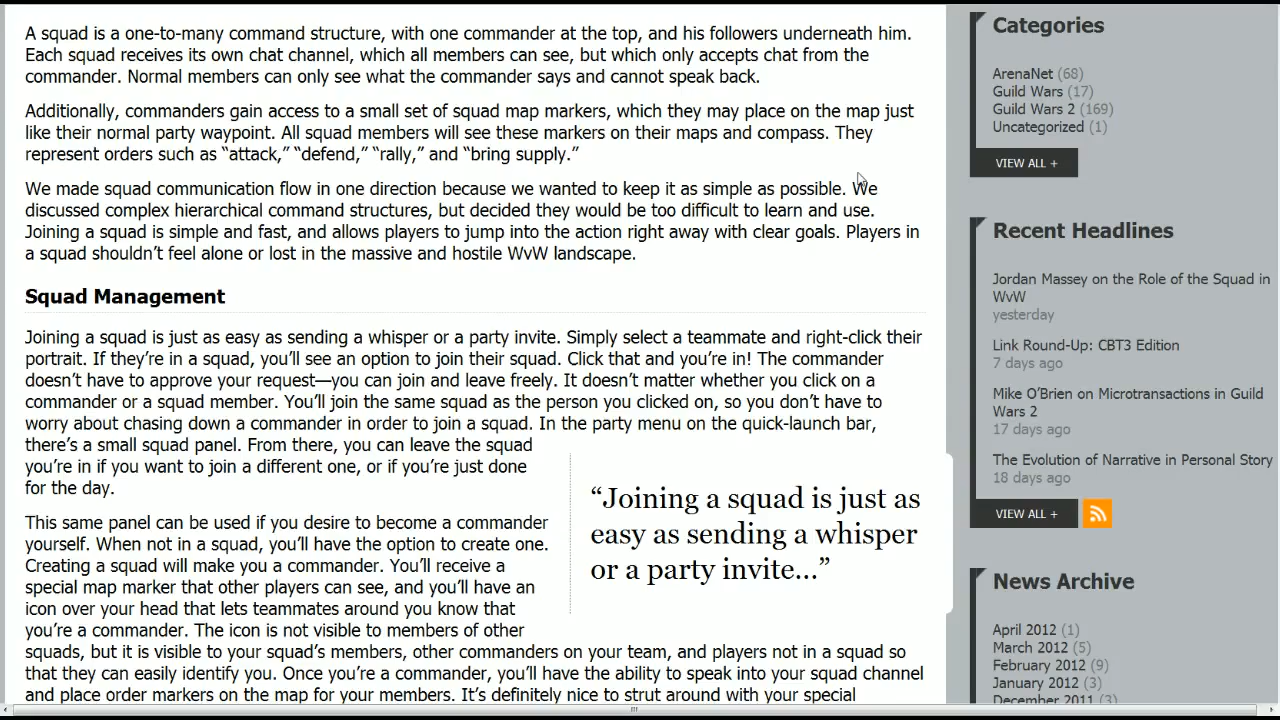 A squad is a one-to-many command structure, with one commander at the top, and his followers underneath him.
Each squad receives its own chat channel, which all members can see, but which only accepts chat from the
commander. Normal members can only see what the commander says and cannot speak back.
Additionally, commanders gain access to a small set of squad map markers, which they may place on the map just
like their normal party waypoint. All squad members will see these markers on their maps and compass. They
represent orders such as “attack,” “defend,” “rally,” and “bring supply.”
We made squad communication flow in one direction because we wanted to keep it as simple as possible. We
discussed complex hierarchical command structures, but decided they would be too difficult to learn and use.
Joining a squad is simple and fast, and allows players to jump into the action right away with clear goals. Players in
a squad shouldn’t feel alone or lost in the massive and hostile WvW landscape.
Squad Management
Joining a squad is just as easy as sending a whisper or a party invite. Simply select a teammate and right-click their
portrait. If they’re in a squad, you’ll see an option to join their squad. Click that and you’re in! The commander
doesn’t have to approve your request—you can join and leave freely. It doesn’t matter whether you click on a
commander or a squad member. You’ll join the same squad as the person you clicked on, so you don’t have to
worry about chasing down a commander in order to join a squad. In the party menu on the quick-launch bar,
there’s a small squad panel. From there, you can leave the squad
you’re in if you want to join a different one, or if you’re just done
for the day.
“Joining a squad is just as
easy as sending a whisper
or a party invite…”
This same panel can be used if you desire to become a commander
yourself. When not in a squad, you’ll have the option to create one.
Creating a squad will make you a commander. You’ll receive a
special map marker that other players can see, and you’ll have an
icon over your head that lets teammates around you know that
you’re a commander. The icon is not visible to members of other
squads, but it is visible to your squad’s members, other commanders on your team, and players not in a squad so
that they can easily identify you. Once you’re a commander, you’ll have the ability to speak into your squad channel
and place order markers on the map for your members. It’s definitely nice to strut around with your special
Categories
ArenaNet (68)
Guild Wars (17)
Guild Wars 2 (169)
Uncategorized (1)
VIEW ALL +
Recent Headlines
Jordan Massey on the Role of the Squad in
WvW
yesterday
Link Round-Up: CBT3 Edition
7 days ago
Mike O’Brien on Microtransactions in Guild
Wars 2
17 days ago
The Evolution of Narrative in Personal Story
18 days ago
VIEW ALL +
News Archive
April 2012 (1)
March 2012 (5)
February 2012 (9)
January 2012 (3)
December 2011 (3)